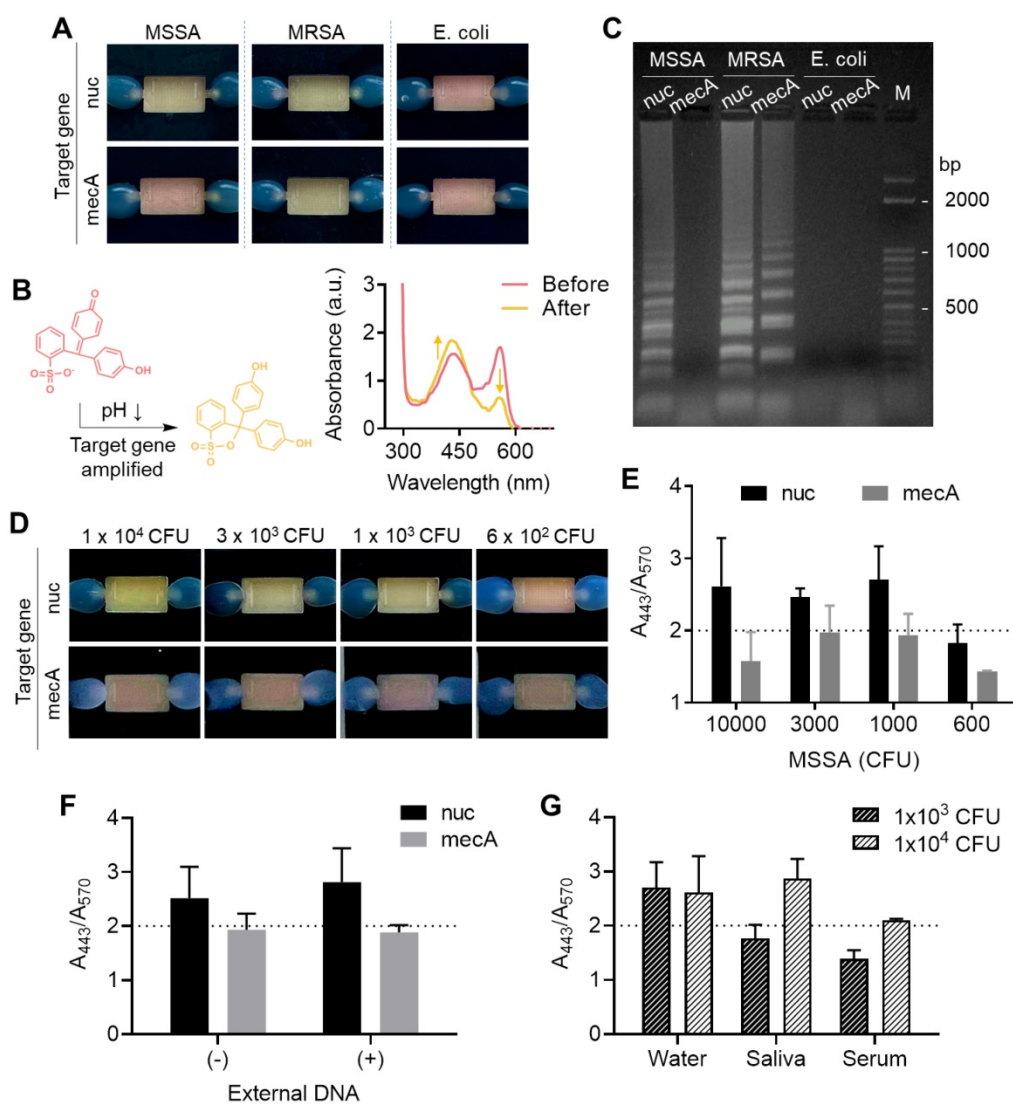 A
MSSA MRSA E. coli
Target gene
nuc
mecA
B
O
O=S-O⁻
O
OH
pH ↓
Target gene
amplified
OH
OH
O=S-O
O
Absorbance (a.u.)
3
2
1
0
300 450 600
Wavelength (nm)
Before
After
C
MSSA MRSA E. coli
nuc mecA nuc mecA nuc mecA M
bp
2000
1000
500
D
1 x 10⁴ CFU 3 x 10³ CFU 1 x 10³ CFU 6 x 10² CFU
Target gene
nuc
mecA
E
nuc mecA
A₄₄₃/A₅₇₀
4
3
2
1
10000 3000 1000 600
MSSA (CFU)
F
nuc
mecA
A₄₄₃/A₅₇₀
4
3
2
1
0
(-) (+)
External DNA
G
1x10³ CFU
1x10⁴ CFU
A₄₄₃/A₅₇₀
4
3
2
1
0
Water Saliva Serum